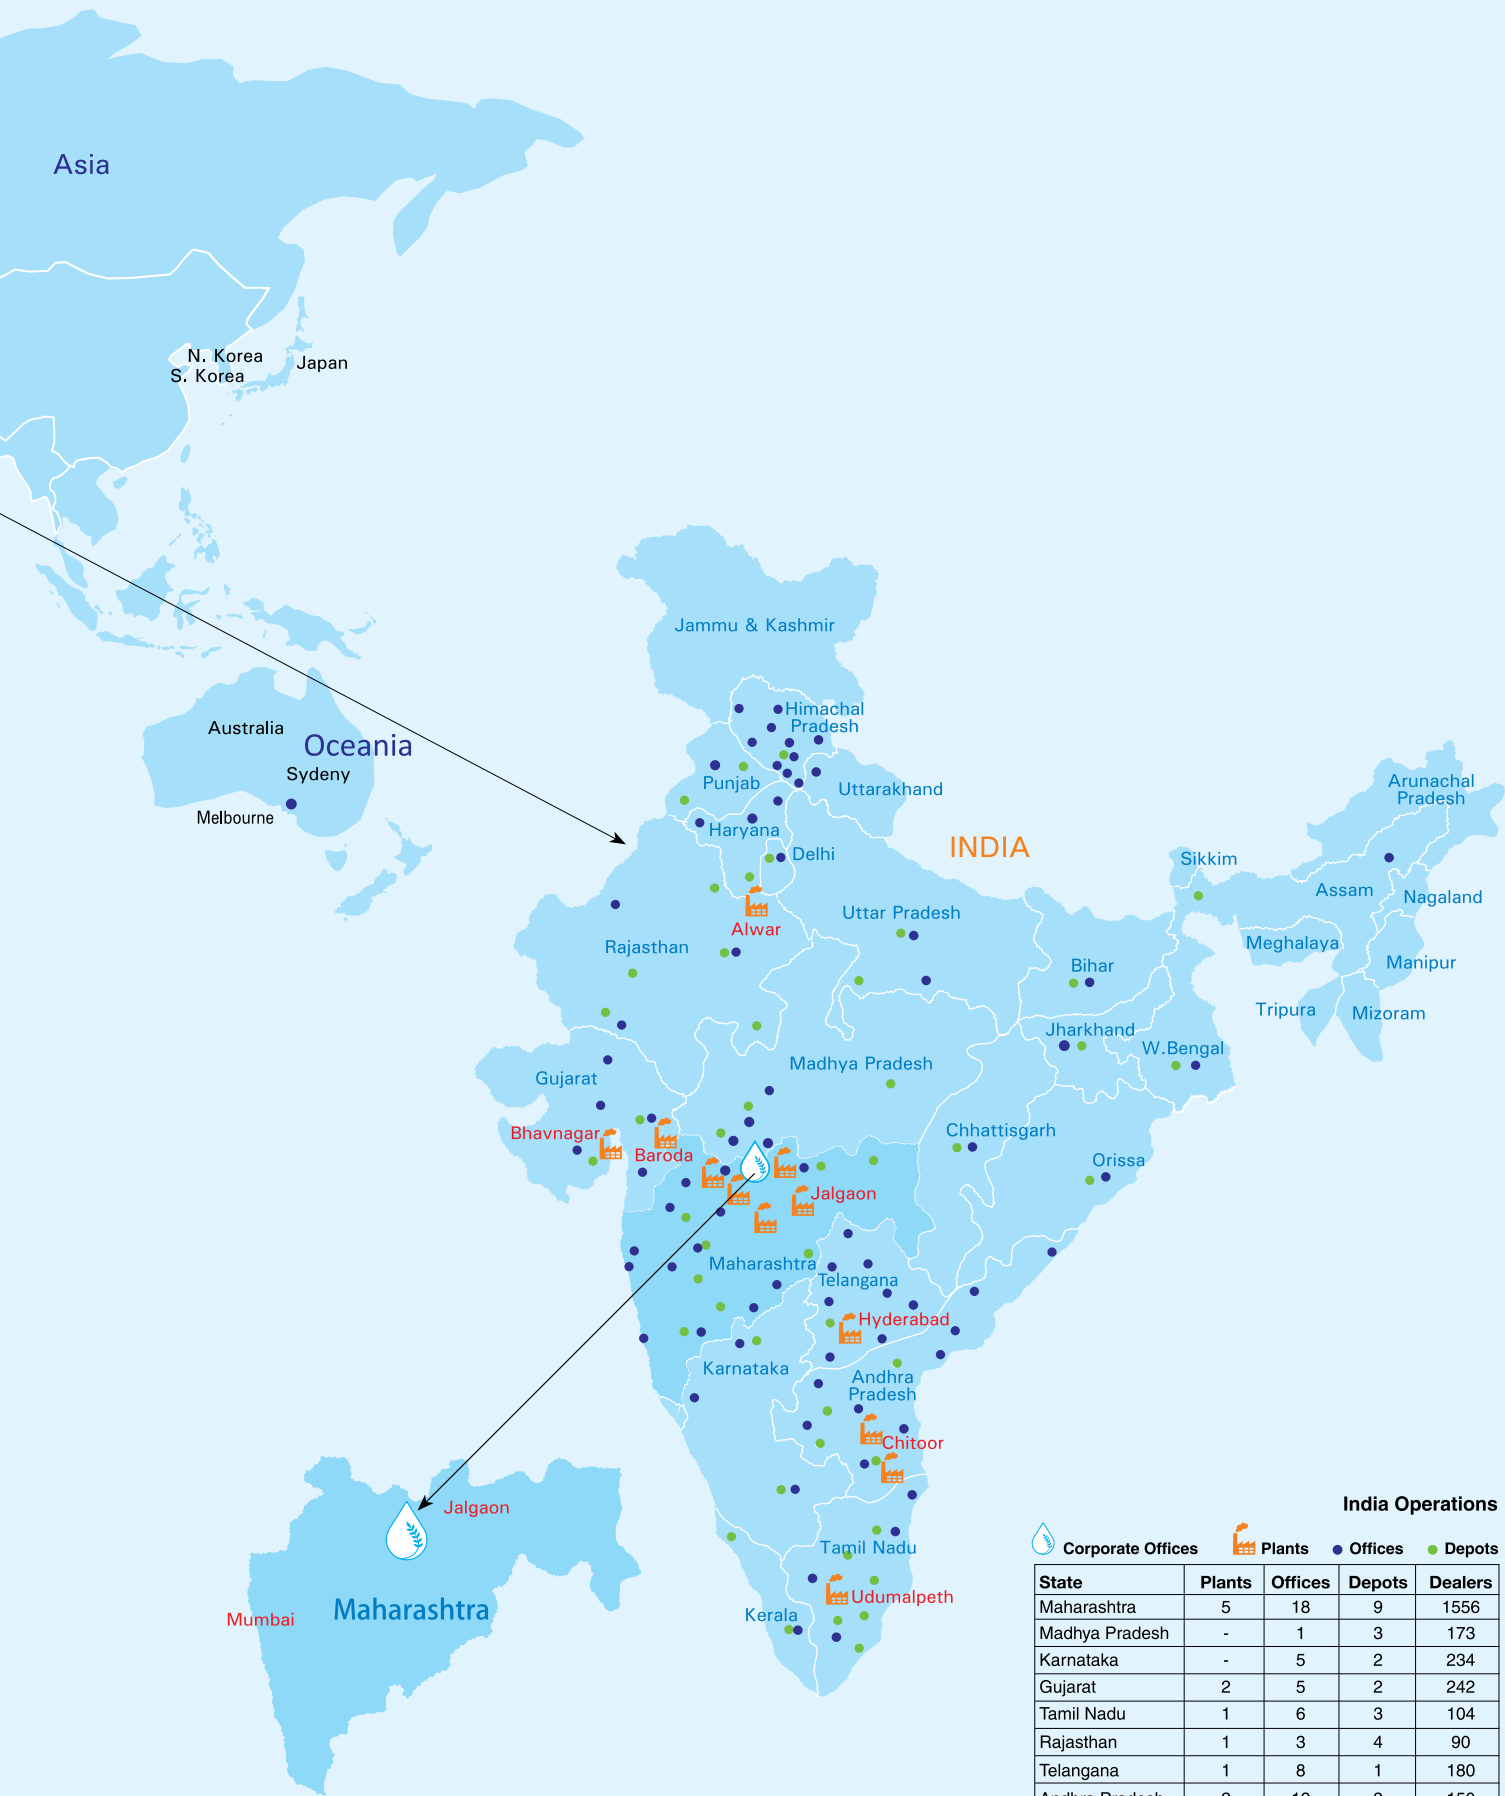 Asia
N. Korea
S. Korea
Japan
Australia
Oceania
Sydeny
Melbourne
Jammu & Kashmir
Himachal
Pradesh
Punjab
Uttarakhand
Haryana
Delhi
INDIA
Arunachal
Pradesh
Sikkim
Assam
Nagaland
Alwar
Uttar Pradesh
Rajasthan
Meghalaya
Manipur
Bihar
Tripura
Mizoram
Jharkhand
W.Bengal
Gujarat
Madhya Pradesh
Bhavnagar
Baroda
Chhattisgarh
Orissa
Jalgaon
Maharashtra
Telangana
Hyderabad
Karnataka
Andhra
Pradesh
Chitoor
Tamil Nadu
Udumalpeth
Kerala
Jalgaon
Mumbai
Maharashtra
India Operations
Corporate Offices Plants Offices Depots
State Plants Offices Depots Dealers
Maharashtra 5 18 9 1556
Madhya Pradesh - 1 3 173
Karnataka - 5 2 234
Gujarat 2 5 2 242
Tamil Nadu 1 6 3 104
Rajasthan 1 3 4 90
Telangana 1 8 1 180
Andhra Pradesh